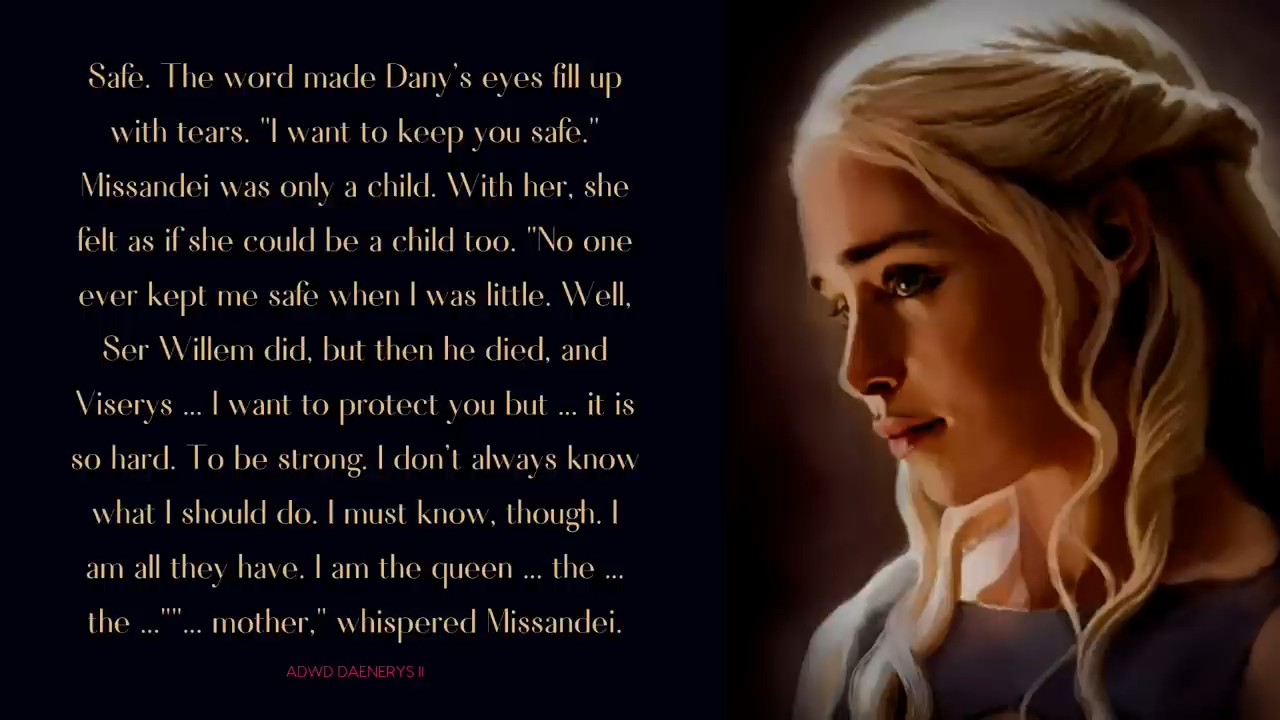 Safe. The word made Dany's eyes fill up
with tears. "I want to keep you safe."
Missandei was only a child. With her, she
felt as if she could be a child too. "No one
ever kept me safe when I was little. Well,
Ser Willem did, but then he died, and
Viserys ... I want to protect you but ... it is
so hard. To be strong. I don't always know
what I should do. I must know, though. I
am all they have. I am the queen ... the ...
the ...""... mother," whispered Missandei.
ADWD DAENERYS II